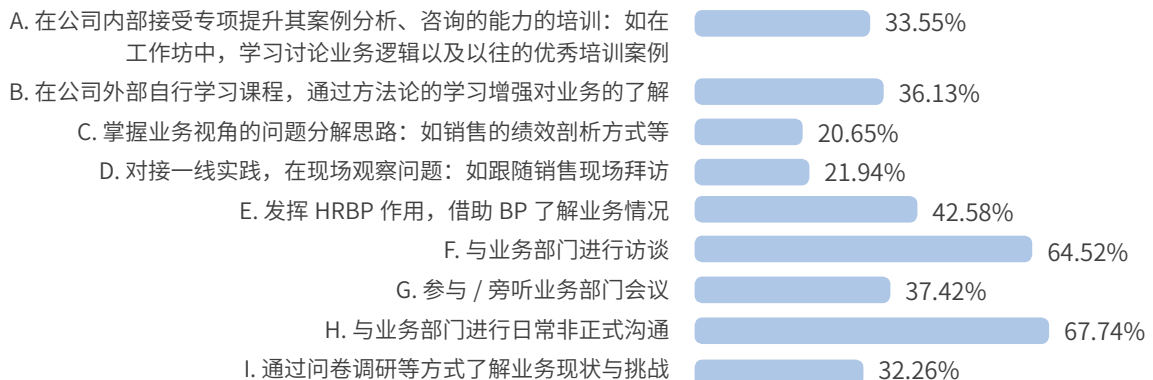 A. 在公司内部接受专项提升其案例分析、咨询的能力的培训：如在
工作坊中，学习讨论业务逻辑以及以往的优秀培训案例
33.55%
B. 在公司外部自行学习课程，通过方法论的学习增强对业务的了解
36.13%
C. 掌握业务视角的问题分解思路：如销售的绩效剖析方式等
20.65%
D. 对接一线实践，在现场观察问题：如跟随销售现场拜访
21.94%
E. 发挥 HRBP 作用，借助 BP 了解业务情况
42.58%
F. 与业务部门进行访谈
64.52%
G. 参与 / 旁听业务部门会议
37.42%
H. 与业务部门进行日常非正式沟通
67.74%
I. 通过问卷调研等方式了解业务现状与挑战
32.26%